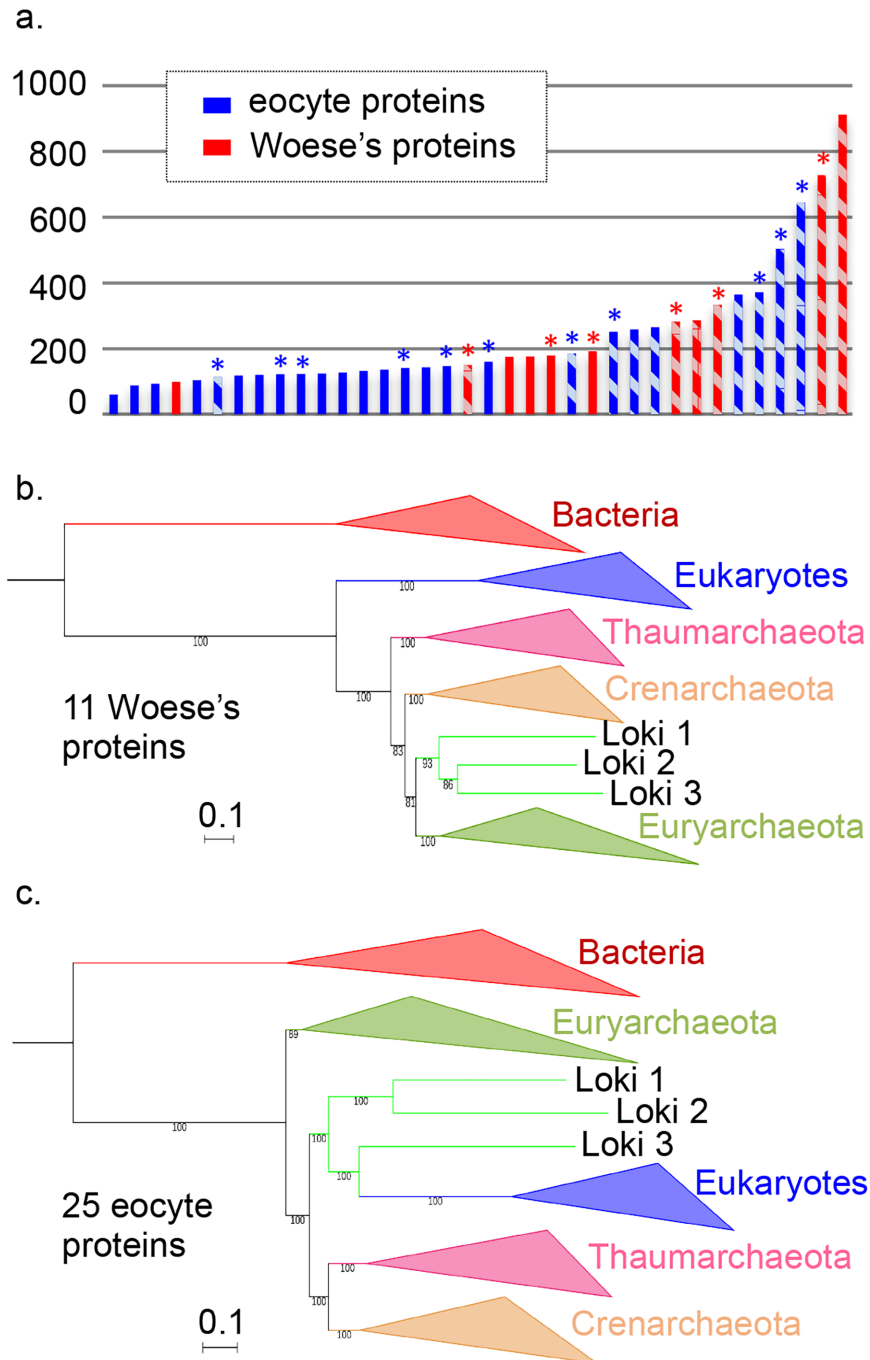 a.
1000
eocyte proteins
800
Woese's proteins
600
400
200
0
* * * * * * * * * * * * * * * *
b.
Bacteria
Eukaryotes
100
Thaumarchaeota
100
100
Crenarchaeota
100
100
11 Woese's
proteins
Loki 1
83
93
Loki 2
86
Loki 3
81
0.1
Euryarchaeota
100
c.
Bacteria
Euryarchaeota
89
Loki 1
100
Loki 2
100
100
Loki 3
100
Eukaryotes
100
25 eocyte
proteins
100
Thaumarchaeota
100
100
0.1
Crenarchaeota
100